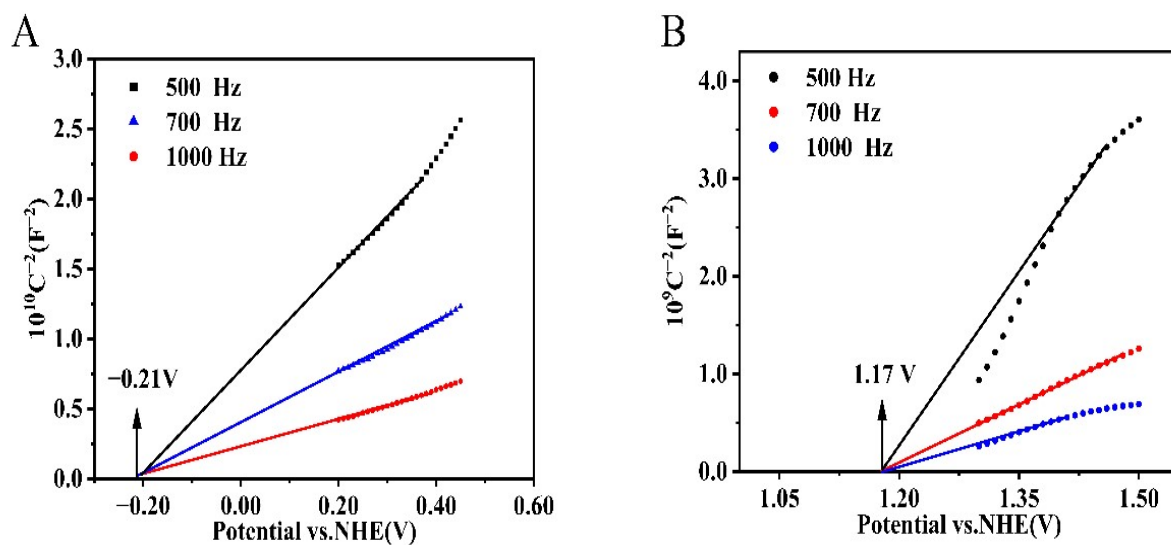 A
3.0
2.5
2.0
1.5
1.0
0.5
0.0
10¹⁰C⁻²(F⁻²)
500 Hz
700 Hz
1000 Hz
−0.21V
−0.20
0.00
0.20
0.40
0.60
Potential vs.NHE(V)
B
4.0
3.0
2.0
1.0
0.0
10⁹C⁻²(F⁻²)
500 Hz
700 Hz
1000 Hz
1.17 V
1.05
1.20
1.35
1.50
Potential vs.NHE(V)